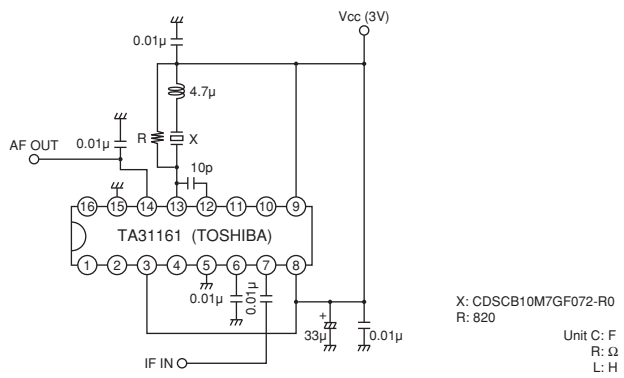 Vcc (3V)
0.01µ
4.7µ
R
X
0.01µ
AF OUT
10p
16 15 14 13 12 11 10 9
TA31161 (TOSHIBA)
1 2 3 4 5 6 7 8
0.01µ
0.01µ
+
33µ
0.01µ
IF IN
X: CDSCB10M7GF072-R0
R: 820
Unit C: F
R: Ω
L: H